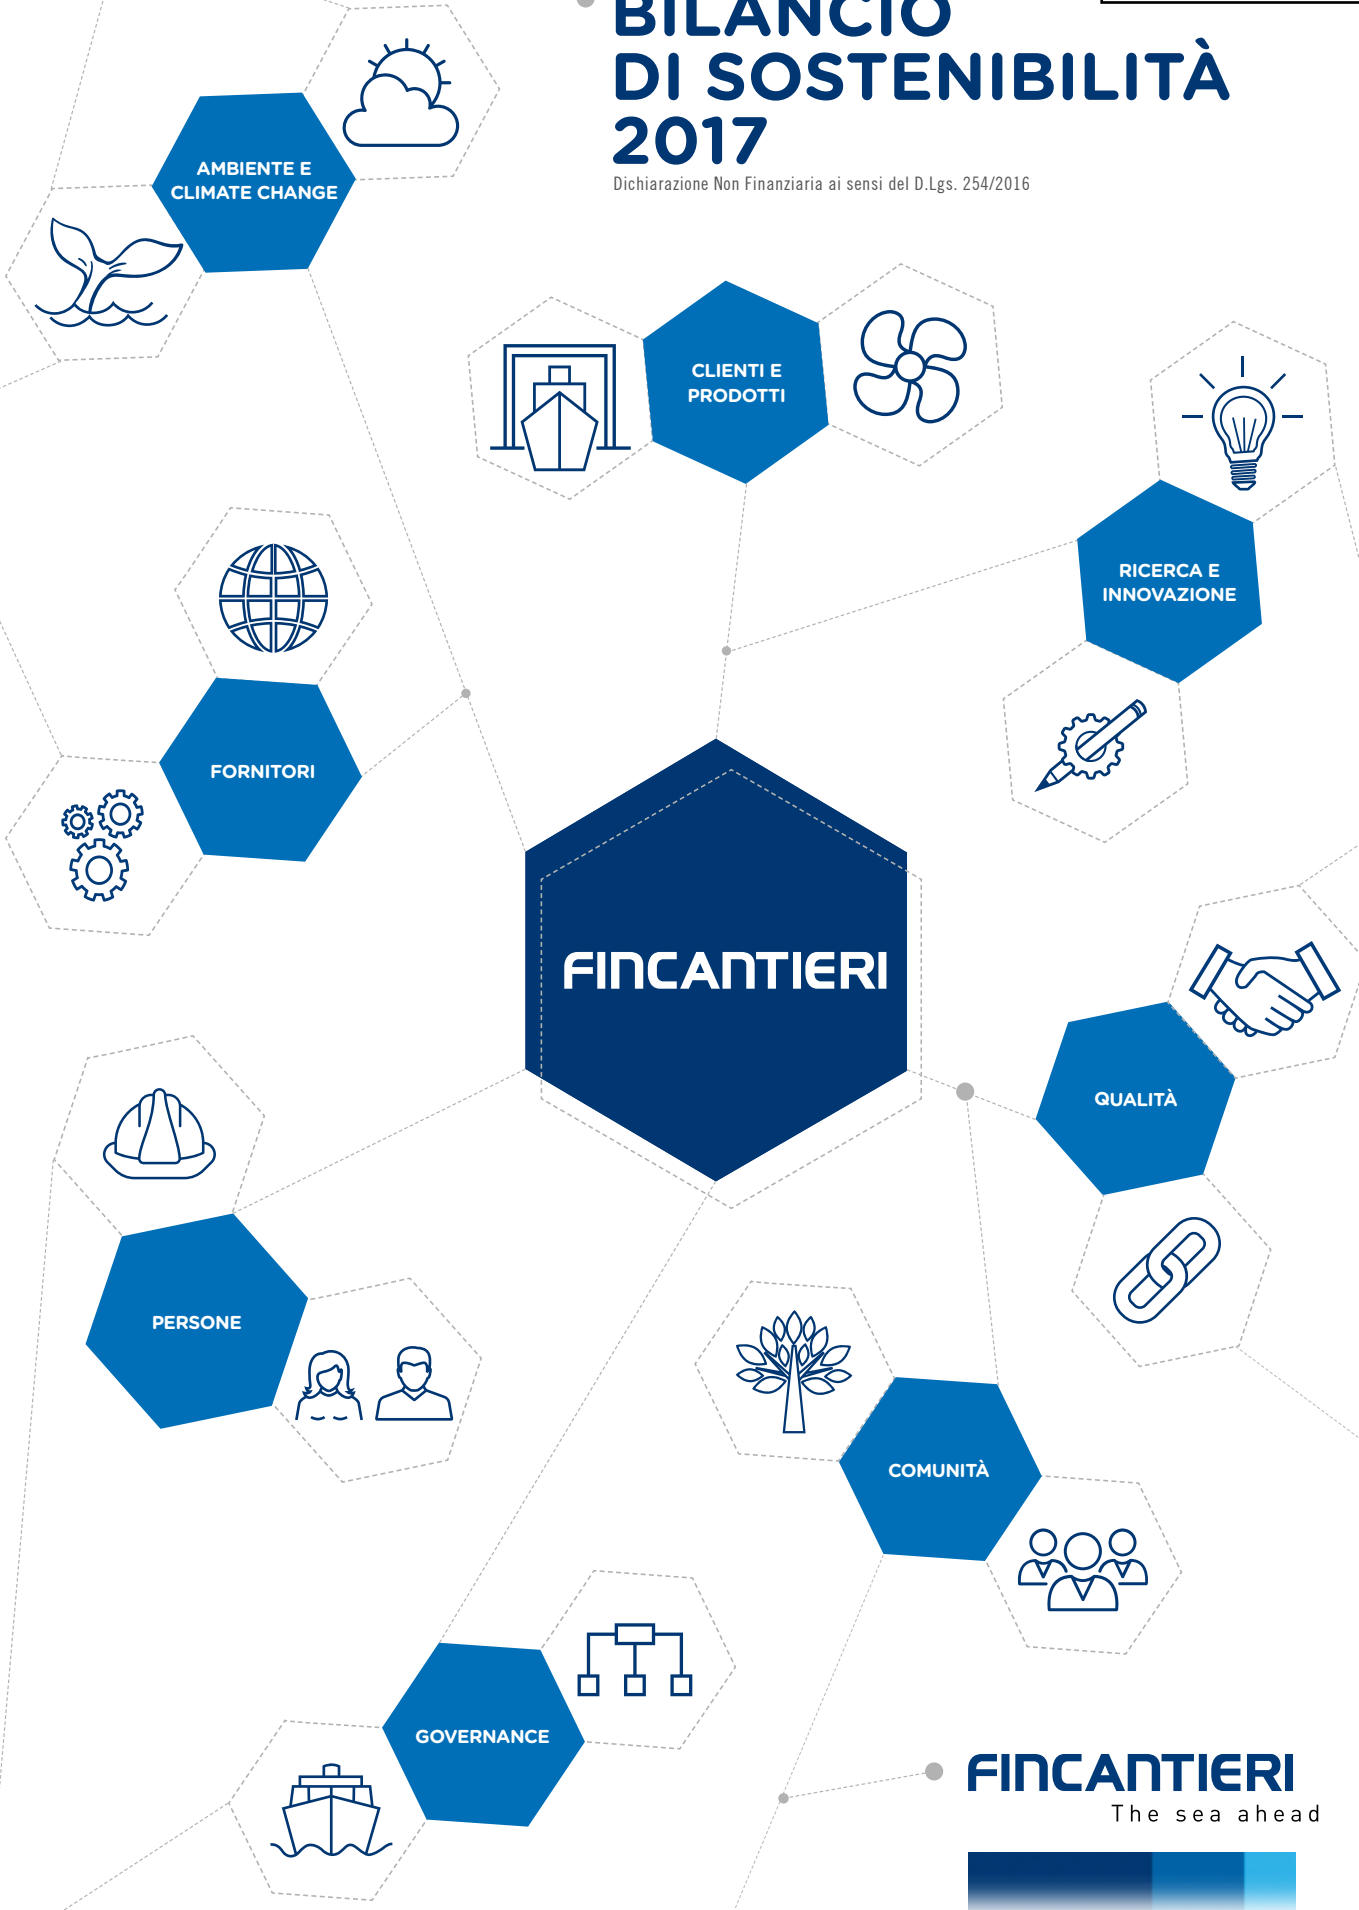 BILANCIO
DI SOSTENIBILITÀ
2017
Dichiarazione Non Finanziaria ai sensi del D.Lgs. 254/2016
AMBIENTE E
CLIMATE CHANGE
CLIENTI E
PRODOTTI
RICERCA E
INNOVAZIONE
FORNITORI
FINCANTIERI
QUALITÀ
PERSONE
COMUNITÀ
GOVERNANCE
FINCANTIERI
The sea ahead